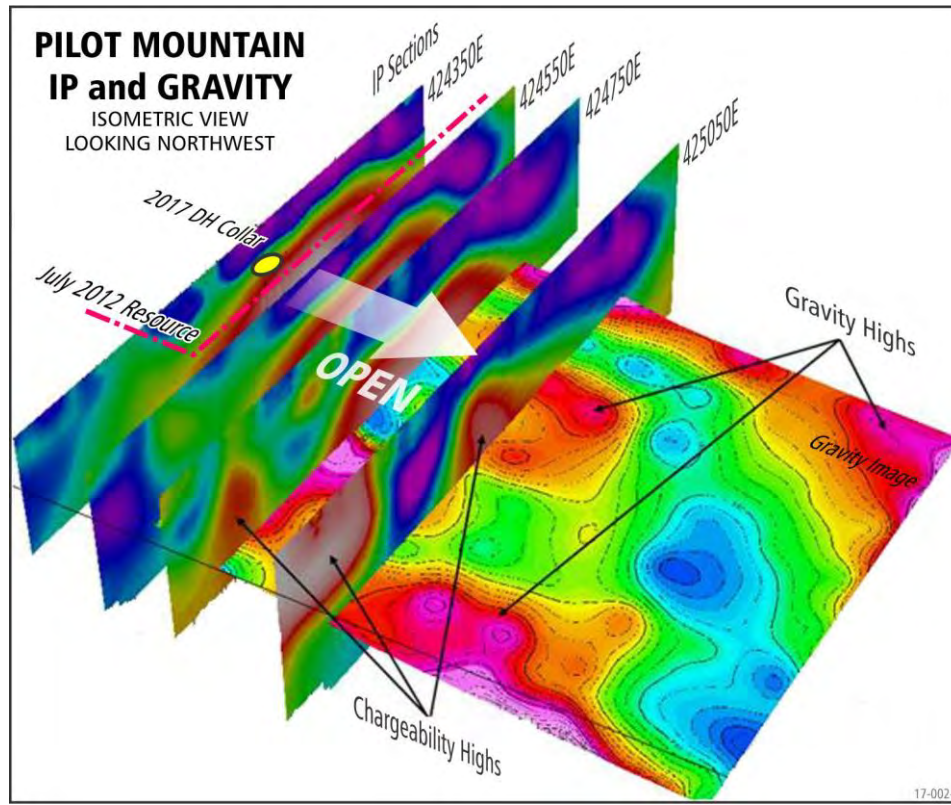 PILOT MOUNTAIN
IP and GRAVITY
ISOMETRIC VIEW
LOOKING NORTHWEST
IP Sections
424350E
424550E
424750E
425050E
2017 DH Collar
July 2012 Resource
OPEN
Gravity Highs
Gravity Image
Chargeability Highs
17-002